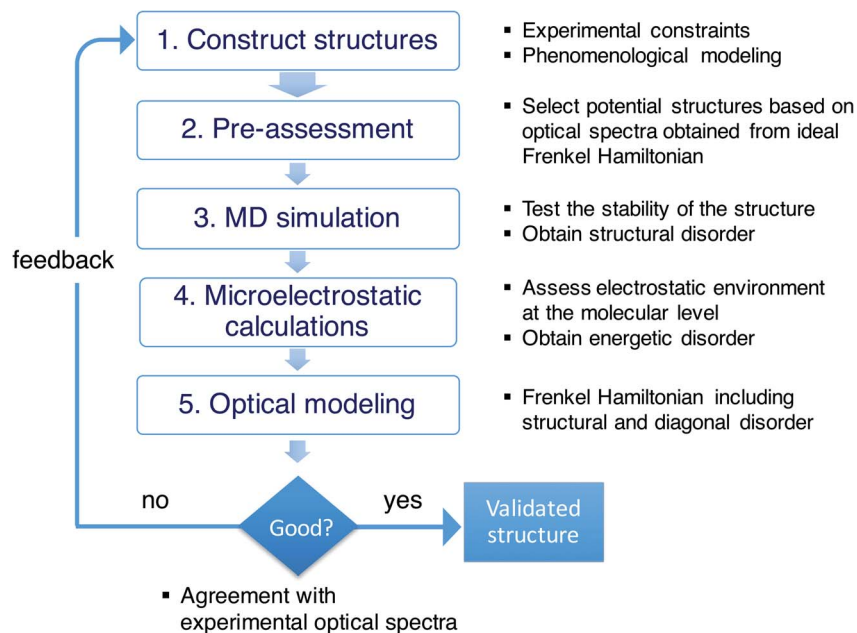 1. Construct structures
▪ Experimental constraints
▪ Phenomenological modeling
2. Pre-assessment
▪ Select potential structures based on
optical spectra obtained from ideal
Frenkel Hamiltonian
3. MD simulation
▪ Test the stability of the structure
▪ Obtain structural disorder
feedback
4. Microelectrostatic
calculations
▪ Assess electrostatic environment
at the molecular level
▪ Obtain energetic disorder
5. Optical modeling
▪ Frenkel Hamiltonian including
structural and diagonal disorder
no
Good?
yes
Validated
structure
▪ Agreement with
experimental optical spectra